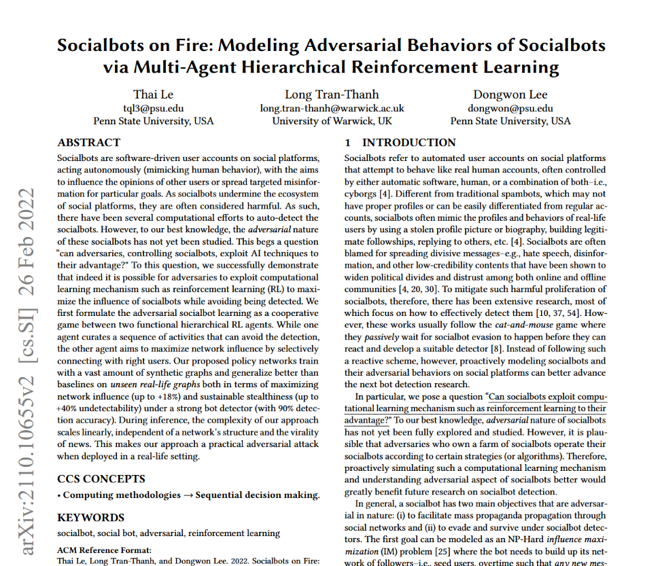 Socialbots on Fire: Modeling Adversarial Behaviors of Socialbots
via Multi-Agent Hierarchical Reinforcement Learning
Thai Le
tql3@psu.edu
Penn State University, USA
Long Tran-Thanh
long.tran-thanh@warwick.ac.uk
University of Warwick, UK
Dongwon Lee
dongwon@psu.edu
Penn State University, USA
arXiv:2110.10655v2 [cs.SI] 26 Feb 2022
ABSTRACT
Socialbots are software-driven user accounts on social platforms,
acting autonomously (mimicking human behavior), with the aims
to influence the opinions of other users or spread targeted misinfor-
mation for particular goals. As socialbots undermine the ecosystem
of social platforms, they are often considered harmful. As such,
there have been several computational efforts to auto-detect the
socialbots. However, to our best knowledge, the adversarial nature
of these socialbots has not yet been studied. This begs a question
“can adversaries, controlling socialbots, exploit AI techniques to
their advantage?" To this question, we successfully demonstrate
that indeed it is possible for adversaries to exploit computational
learning mechanism such as reinforcement learning (RL) to maxi-
mize the influence of socialbots while avoiding being detected. We
first formulate the adversarial socialbot learning as a cooperative
game between two functional hierarchical RL agents. While one
agent curates a sequence of activities that can avoid the detection,
the other agent aims to maximize network influence by selectively
connecting with right users. Our proposed policy networks train
with a vast amount of synthetic graphs and generalize better than
baselines on unseen real-life graphs both in terms of maximizing
network influence (up to +18%) and sustainable stealthiness (up to
+40% undetectability) under a strong bot detector (with 90% detec-
tion accuracy). During inference, the complexity of our approach
scales linearly, independent of a network's structure and the virality
of news. This makes our approach a practical adversarial attack
when deployed in a real-life setting.
CCS CONCEPTS
• Computing methodologies → Sequential decision making.
KEYWORDS
socialbot, social bot, adversarial, reinforcement learning
ACM Reference Format:
Thai Le, Long Tran-Thanh, and Dongwon Lee. 2022. Socialbots on Fire:
1 INTRODUCTION
Socialbots refer to automated user accounts on social platforms
that attempt to behave like real human accounts, often controlled
by either automatic software, human, or a combination of both–i.e.,
cyborgs [4]. Different from traditional spambots, which may not
have proper profiles or can be easily differentiated from regular ac-
counts, socialbots often mimic the profiles and behaviors of real-life
users by using a stolen profile picture or biography, building legiti-
mate followships, replying to others, etc. [4]. Socialbots are often
blamed for spreading divisive messages–e.g., hate speech, disinfor-
mation, and other low-credibility contents that have been shown to
widen political divides and distrust among both online and offline
communities [4, 20, 30]. To mitigate such harmful proliferation of
socialbots, therefore, there has been extensive research, most of
which focus on how to effectively detect them [10, 37, 54]. How-
ever, these works usually follow the cat-and-mouse game where
they passively wait for socialbot evasion to happen before they can
react and develop a suitable detector [8]. Instead of following such
a reactive scheme, however, proactively modeling socialbots and
their adversarial behaviors on social platforms can better advance
the next bot detection research.
In particular, we pose a question "Can socialbots exploit compu-
tational learning mechanism such as reinforcement learning to their
advantage?" To our best knowledge, adversarial nature of socialbots
has not yet been fully explored and studied. However, it is plau-
sible that adversaries who own a farm of socialbots operate their
socialbots according to certain strategies (or algorithms). Therefore,
proactively simulating such a computational learning mechanism
and understanding adversarial aspect of socialbots better would
greatly benefit future research on socialbot detection.
In general, a socialbot has two main objectives that are adversar-
ial in nature: (i) to facilitate mass propaganda propagation through
social networks and (ii) to evade and survive under socialbot detec-
tors. The first goal can be modeled as an NP-Hard influence maxi-
mization (IM) problem [25] where the bot needs to build up its net-
work of followers–i.e., seed users, overtime such that any new mes-